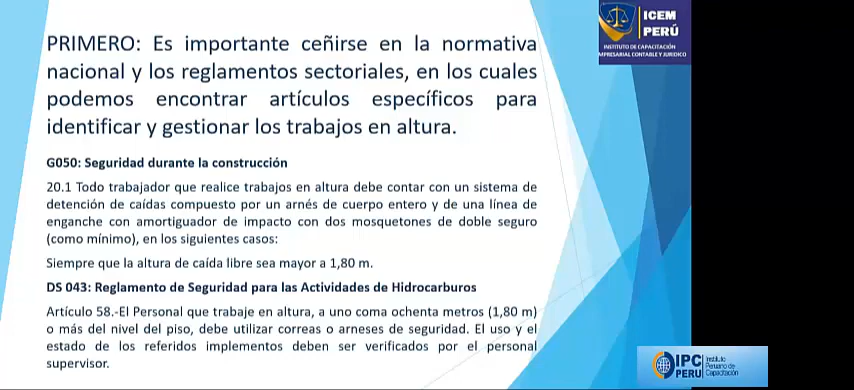 PRIMERO: Es importante ceñirse en la normativa
nacional y los reglamentos sectoriales, en los cuales
podemos encontrar artículos específicos para
identificar y gestionar los trabajos en altura.
G050: Seguridad durante la construcción
20.1 Todo trabajador que realice trabajos en altura debe contar con un sistema de
detención de caídas compuesto por un arnés de cuerpo entero y de una línea de
enganche con amortiguador de impacto con dos mosquetones de doble seguro
(como mínimo), en los siguientes casos:
Siempre que la altura de caída libre sea mayor a 1,80 m.
DS 043: Reglamento de Seguridad para las Actividades de Hidrocarburos
Artículo 58.-El Personal que trabaje en altura, a uno coma ochenta metros (1,80 m)
o más del nivel del piso, debe utilizar correas o arneses de seguridad. El uso y el
estado de los referidos implementos deben ser verificados por el personal
supervisor.
ICEM
PERÚ
INSTITUTO DE CAPACITACIÓN
MPRESARIAL CONTABLE Y JURIDICO
IPC
PERU
Instituto
Peruano de
Capacitación